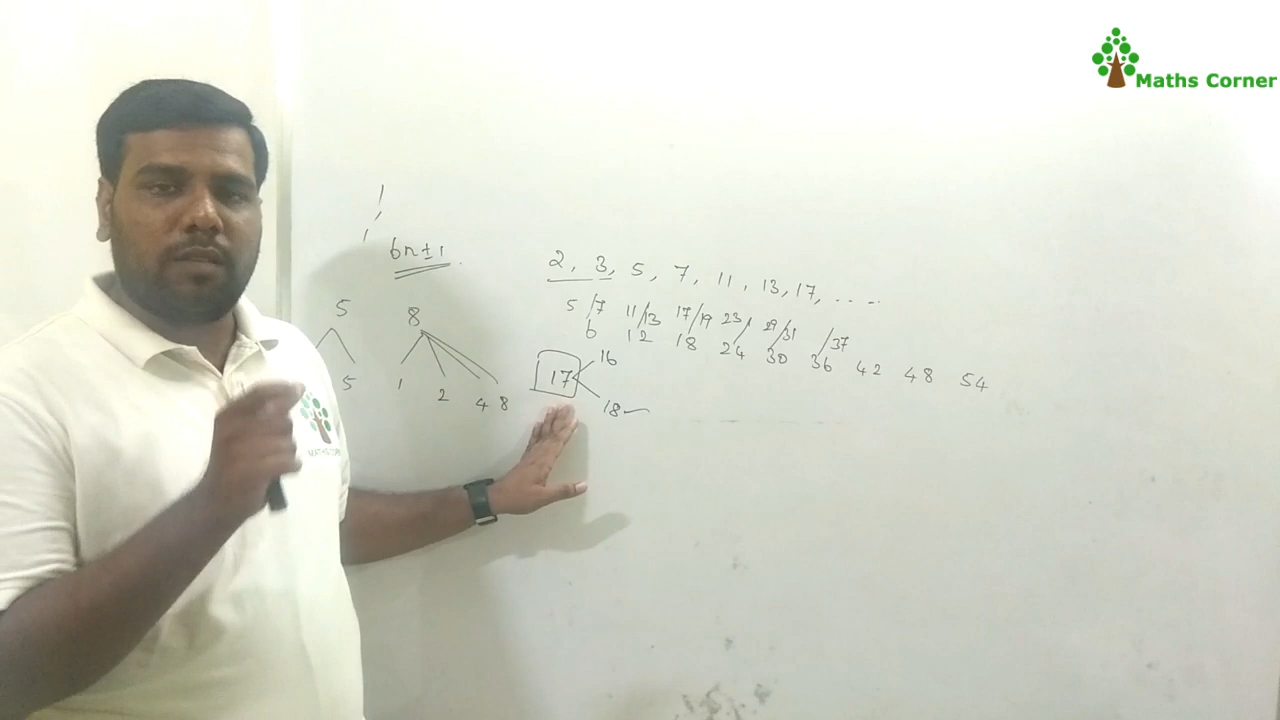 Maths Corner
6n±1
2, 3, 5, 7, 11, 13, 17, ....
5/7 11/13 17/19 23/ 29/31 /37
6 12 18 24 30 36 42 48 54
5 8
5 1 2 4 8
16
17
18 ✓